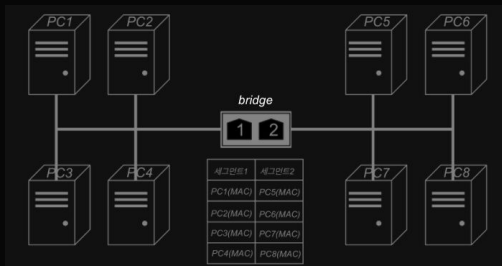 PC1 PC2 PC5 PC6
bridge
1 2
PC3 PC4 PC7 PC8
세그먼트1 세그먼트2
PC1(MAC) PC5(MAC)
PC2(MAC) PC6(MAC)
PC3(MAC) PC7(MAC)
PC4(MAC) PC8(MAC)